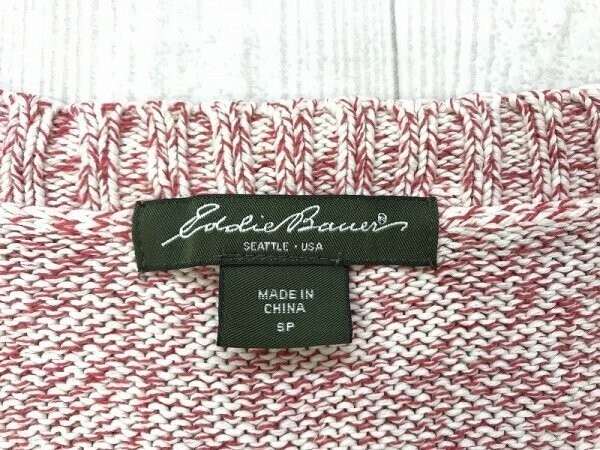 Eddie Bauer®
SEATTLE · USA
MADE IN
CHINA
SP